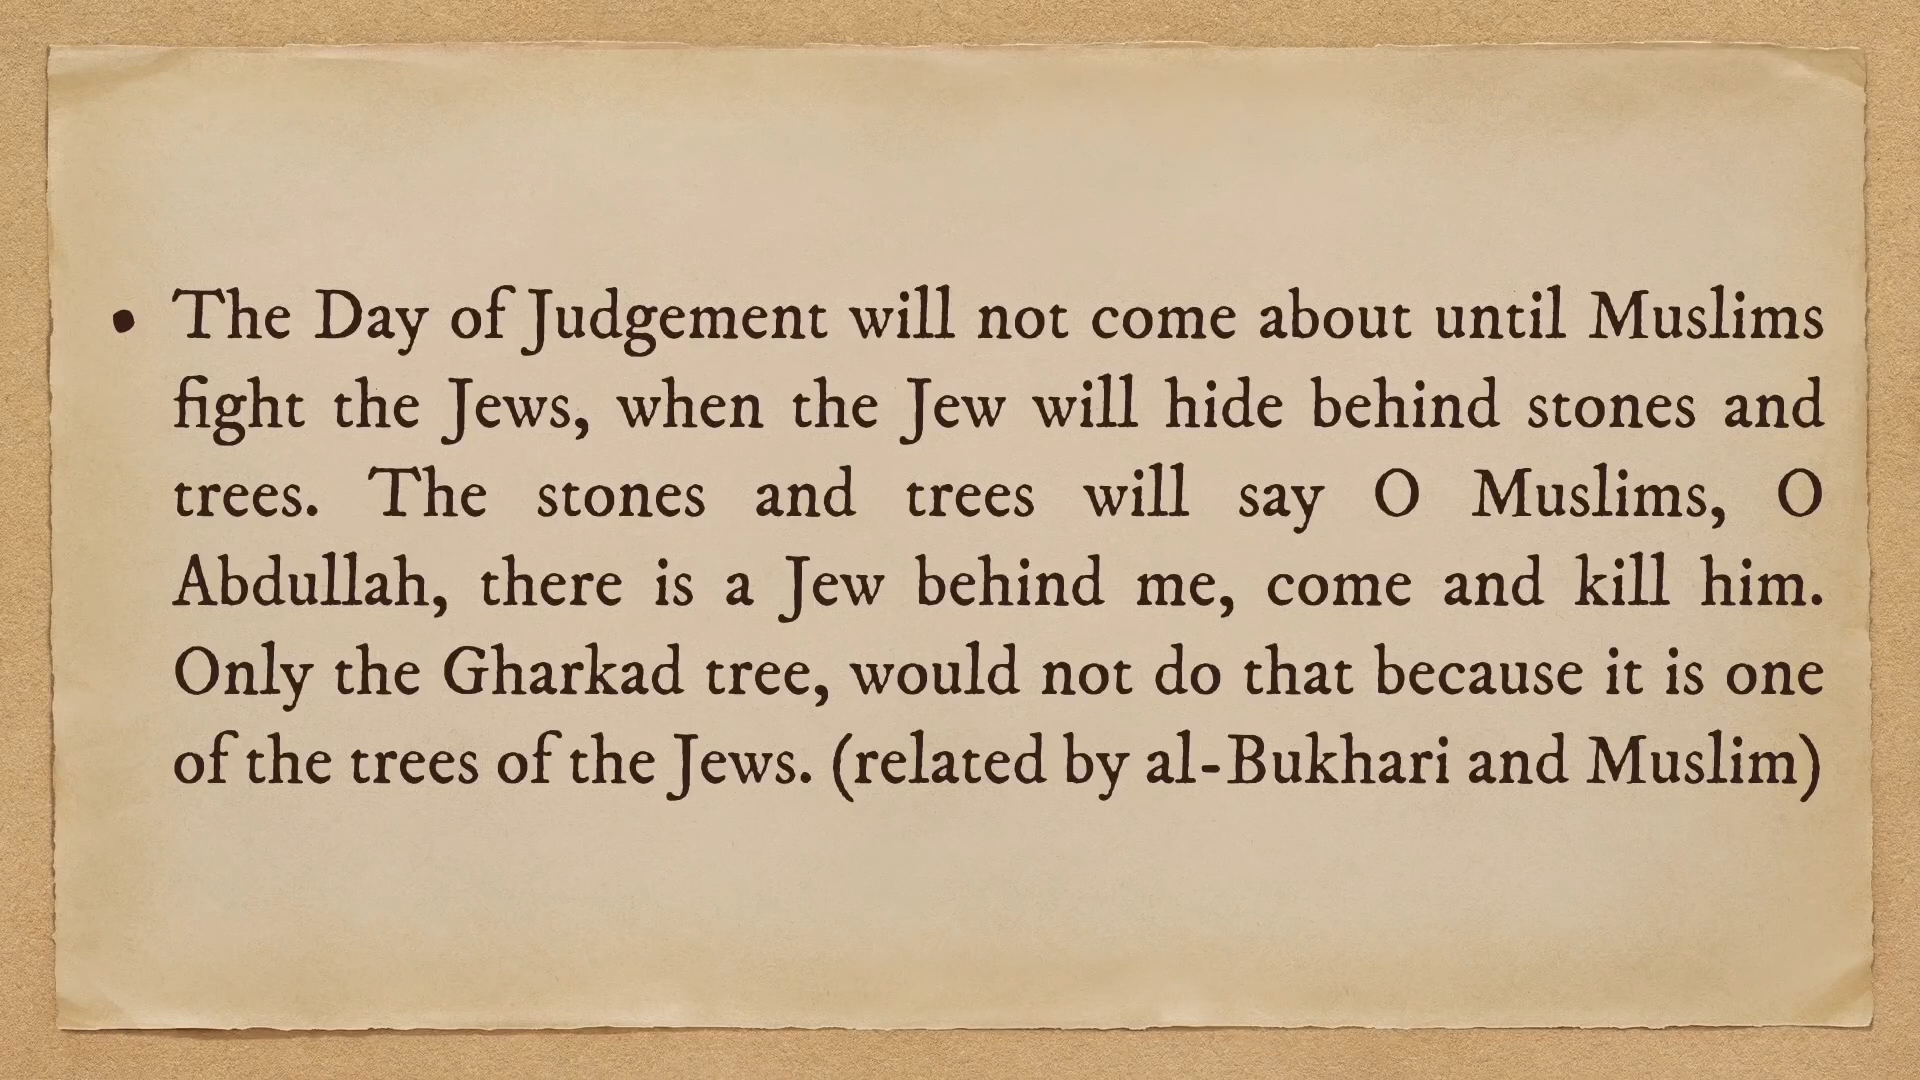 • The Day of Judgement will not come about until Muslims
fight the Jews, when the Jew will hide behind stones and
trees. The stones and trees will say O Muslims, O
Abdullah, there is a Jew behind me, come and kill him.
Only the Gharkad tree, would not do that because it is one
of the trees of the Jews. (related by al-Bukhari and Muslim)